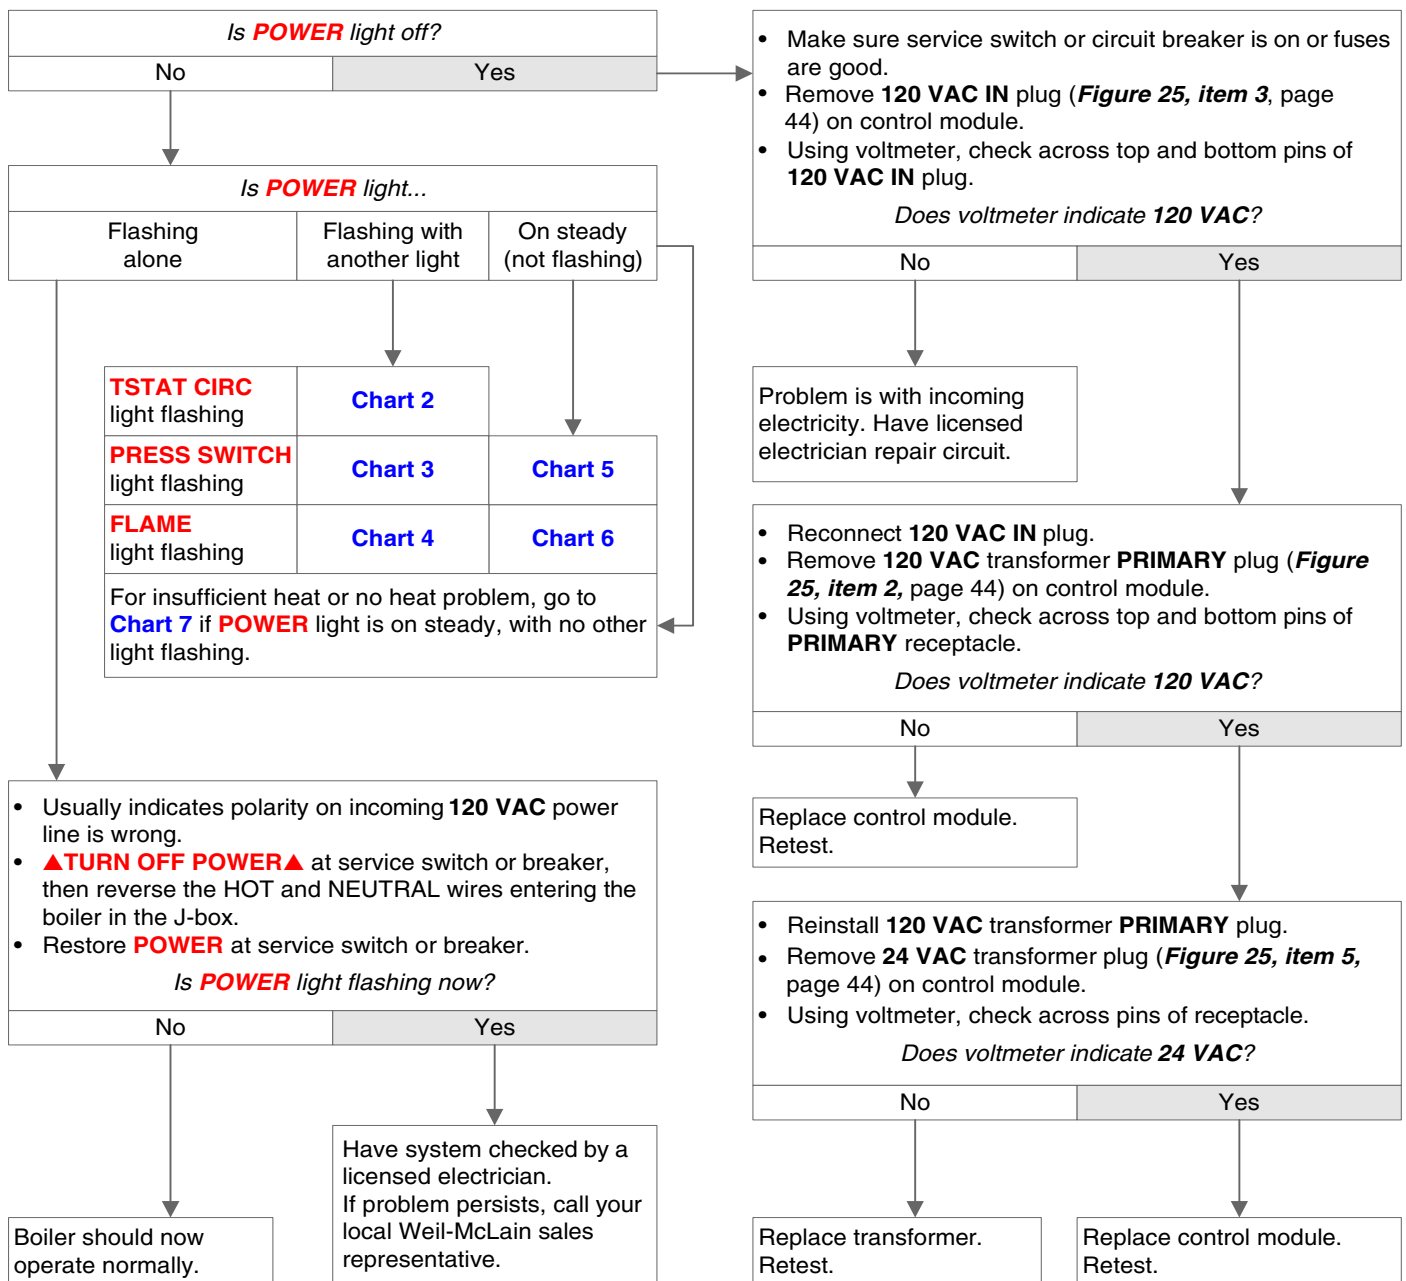 Is POWER light off?
No
Yes
Is POWER light...
Flashing
alone
Flashing with
another light
On steady
(not flashing)
TSTAT CIRC
light flashing
Chart 2
PRESS SWITCH
light flashing
Chart 3
Chart 5
FLAME
light flashing
Chart 4
Chart 6
For insufficient heat or no heat problem, go to
Chart 7 if POWER light is on steady, with no other
light flashing.
• Usually indicates polarity on incoming 120 VAC power
line is wrong.
• ▲TURN OFF POWER▲ at service switch or breaker,
then reverse the HOT and NEUTRAL wires entering the
boiler in the J-box.
• Restore POWER at service switch or breaker.
Is POWER light flashing now?
No
Yes
Boiler should now
operate normally.
Have system checked by a
licensed electrician.
If problem persists, call your
local Weil-McLain sales
representative.
• Make sure service switch or circuit breaker is on or fuses
are good.
• Remove 120 VAC IN plug (Figure 25, item 3, page
44) on control module.
• Using voltmeter, check across top and bottom pins of
120 VAC IN plug.
Does voltmeter indicate 120 VAC?
No
Yes
Problem is with incoming
electricity. Have licensed
electrician repair circuit.
• Reconnect 120 VAC IN plug.
• Remove 120 VAC transformer PRIMARY plug (Figure
25, item 2, page 44) on control module.
• Using voltmeter, check across top and bottom pins of
PRIMARY receptacle.
Does voltmeter indicate 120 VAC?
No
Yes
Replace control module.
Retest.
• Reinstall 120 VAC transformer PRIMARY plug.
• Remove 24 VAC transformer plug (Figure 25, item 5,
page 44) on control module.
• Using voltmeter, check across pins of receptacle.
Does voltmeter indicate 24 VAC?
No
Yes
Replace transformer.
Retest.
Replace control module.
Retest.